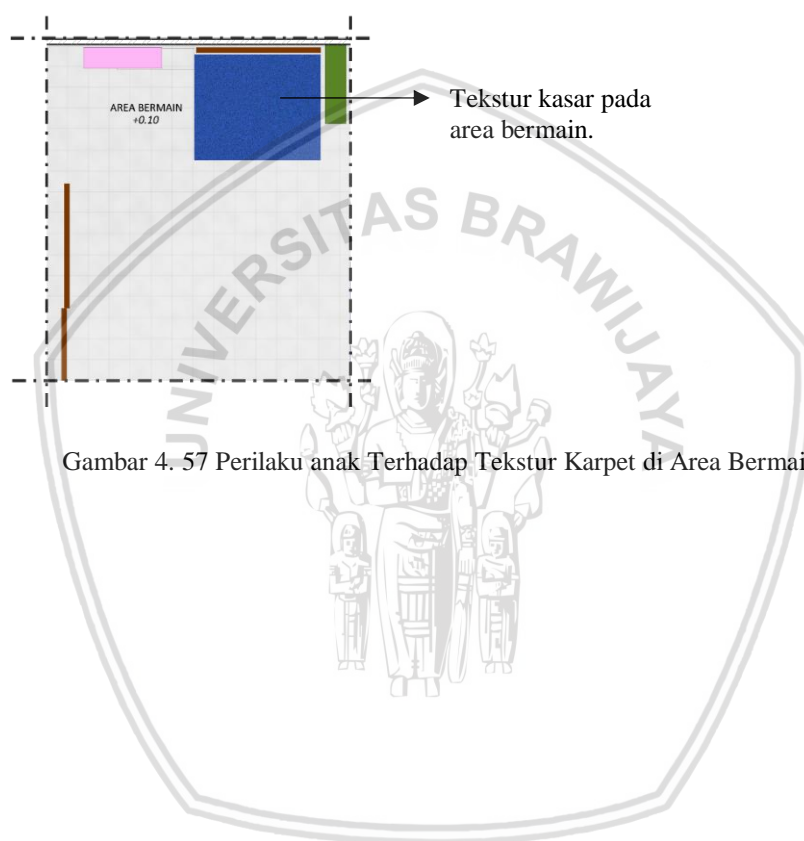 AREA BERMAIN
+0.10
Tekstur kasar pada
area bermain.
UNIVERSITAS BRAWIJAYA
Gambar 4. 57 Perilaku anak Terhadap Tekstur Karpet di Area Bermai